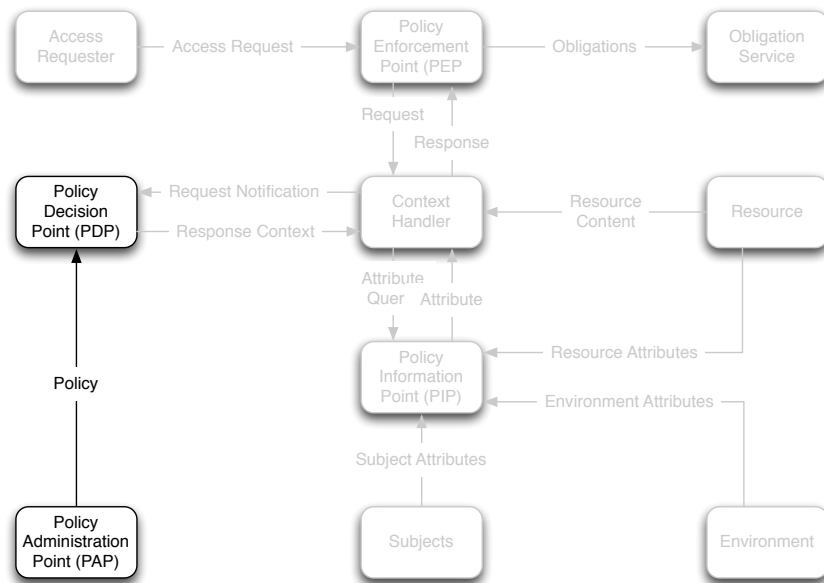 Access
Requester
Access Request
Policy
Enforcement
Point (PEP
Obligations
Obligation
Service
Request
Response
Policy
Decision
Point (PDP)
Request Notification
Response Context
Context
Handler
Resource
Content
Resource
Attribute
Quer
Attribute
Policy
Information
Point (PIP)
Resource Attributes
Environment Attributes
Policy
Subject Attributes
Policy
Administration
Point (PAP)
Subjects
Environment